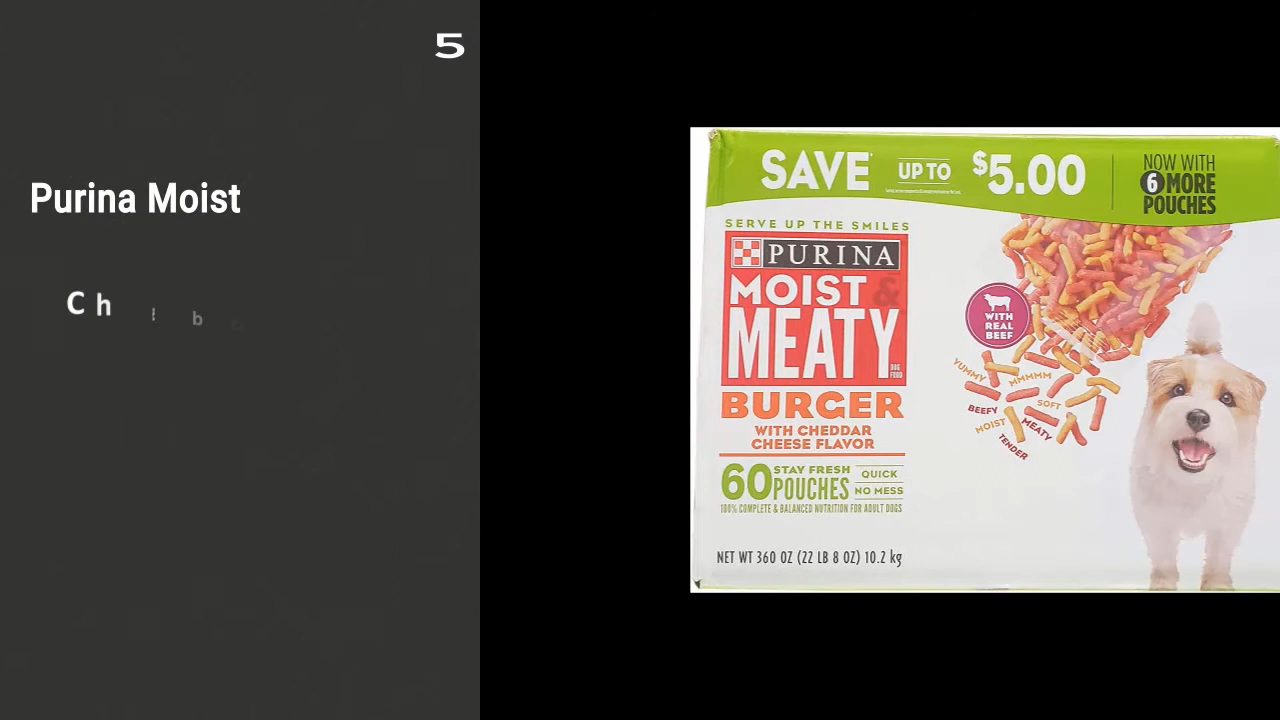 5
Purina Moist
Ch
b
SAVE UP TO $5.00
NOW WITH
6 MORE
POUCHES
SERVE UP THE SMILES
PURINA
MOIST &
MEATY
DOG
FOOD
BURGER
WITH CHEDDAR
CHEESE FLAVOR
60 STAY FRESH
POUCHES
QUICK
NO MESS
100% COMPLETE & BALANCED NUTRITION FOR ADULT DOGS
NET WT 360 OZ (22 LB 8 OZ) 10.2 kg
WITH
REAL
BEEF
YUMMY
MMMMM
BEEFY
SOFT
MOIST
MEATY
TENDER